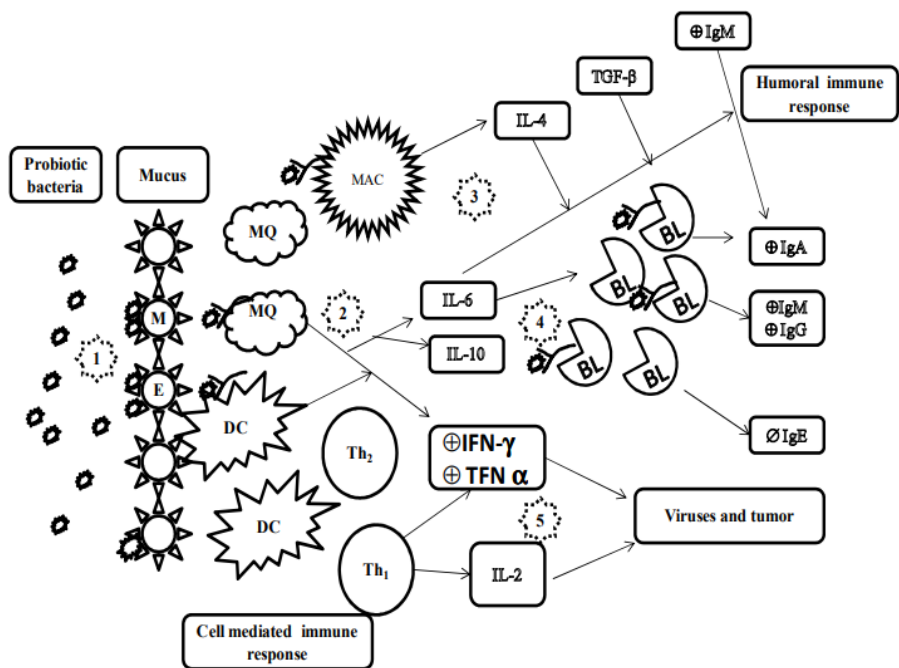 ⊕IgM
TGF-β
Humoral immune
response
IL-4
Probiotic
bacteria
Mucus
MAC
3
MQ
BL
⊕IgA
IL-6
BL
BL
MQ
2
4
⊕IgM
⊕IgG
M
1
IL-10
BL
BL
E
DC
Th₂
⊕IFN-γ
⊕ TFN α
∅ IgE
DC
5
Viruses and tumor
Th₁
IL-2
Cell mediated immune
response